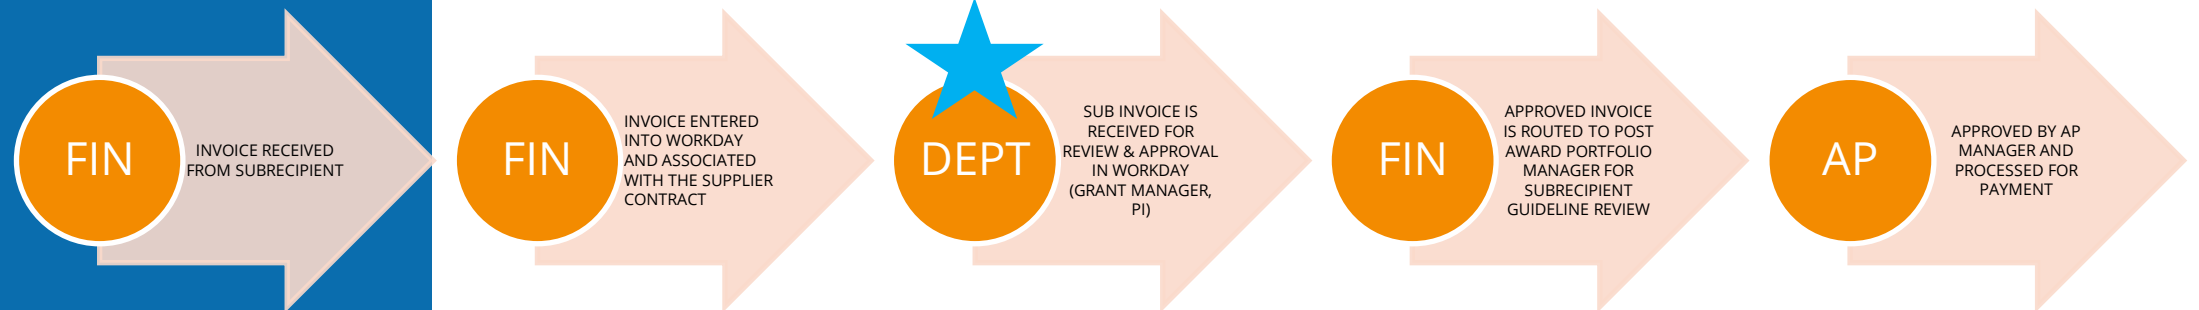 FIN
INVOICE RECEIVED
FROM SUBRECIPIENT
FIN
INVOICE ENTERED
INTO WORKDAY
AND ASSOCIATED
WITH THE SUPPLIER
CONTRACT
DEPT
SUB INVOICE IS
RECEIVED FOR
REVIEW & APPROVAL
IN WORKDAY
(GRANT MANAGER,
PI)
FIN
APPROVED INVOICE
IS ROUTED TO POST
AWARD PORTFOLIO
MANAGER FOR
SUBRECIPIENT
GUIDELINE REVIEW
AP
APPROVED BY AP
MANAGER AND
PROCESSED FOR
PAYMENT